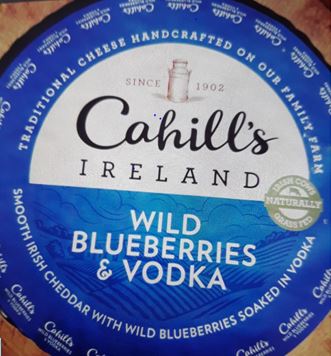 TRADITIONAL CHEESE HANDCRAFTED ON OUR FAMILY FARM
SINCE 1902
Cahill's
IRELAND
IRISH COWS
NATURALLY
GRASS FED
WILD
BLUEBERRIES
& VODKA
SMOOTH IRISH CHEDDAR WITH WILD BLUEBERRIES SOAKED IN VODKA
Cahill's